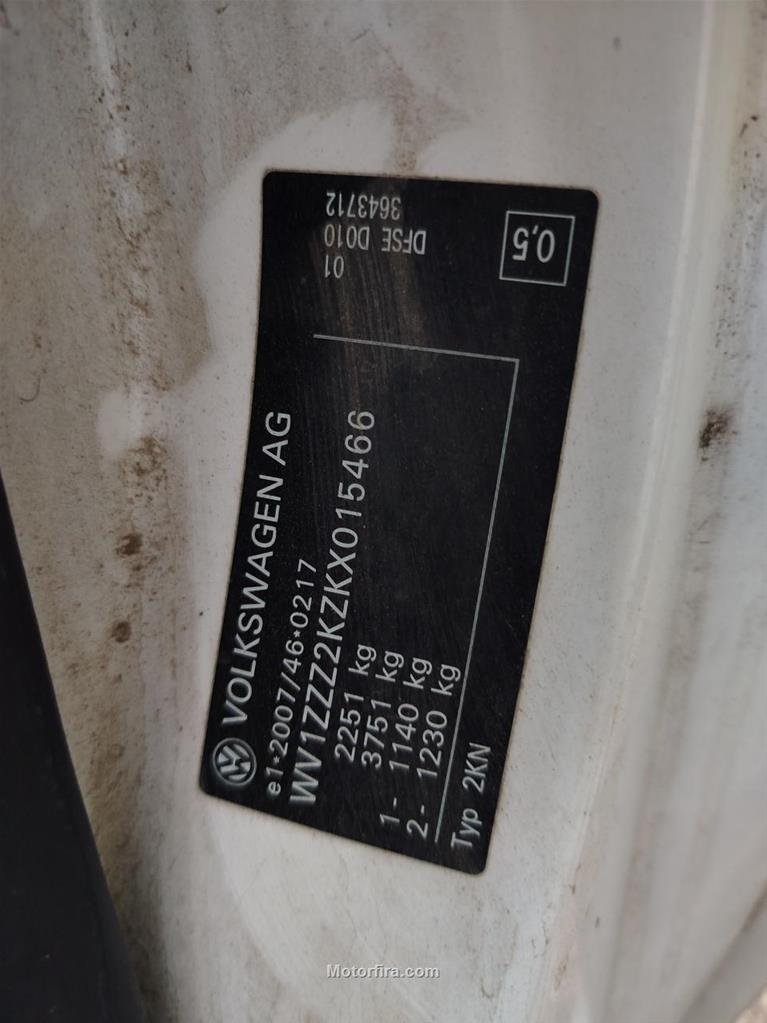 VOLKSWAGEN AG
e1*2007/46*0217
WV1ZZZ2KZKX015466
2251 kg
3751 kg
1- 1140 kg
2- 1230 kg
Typ 2KN
01
DFSE D010
3643712
0,5
Motorfira.com